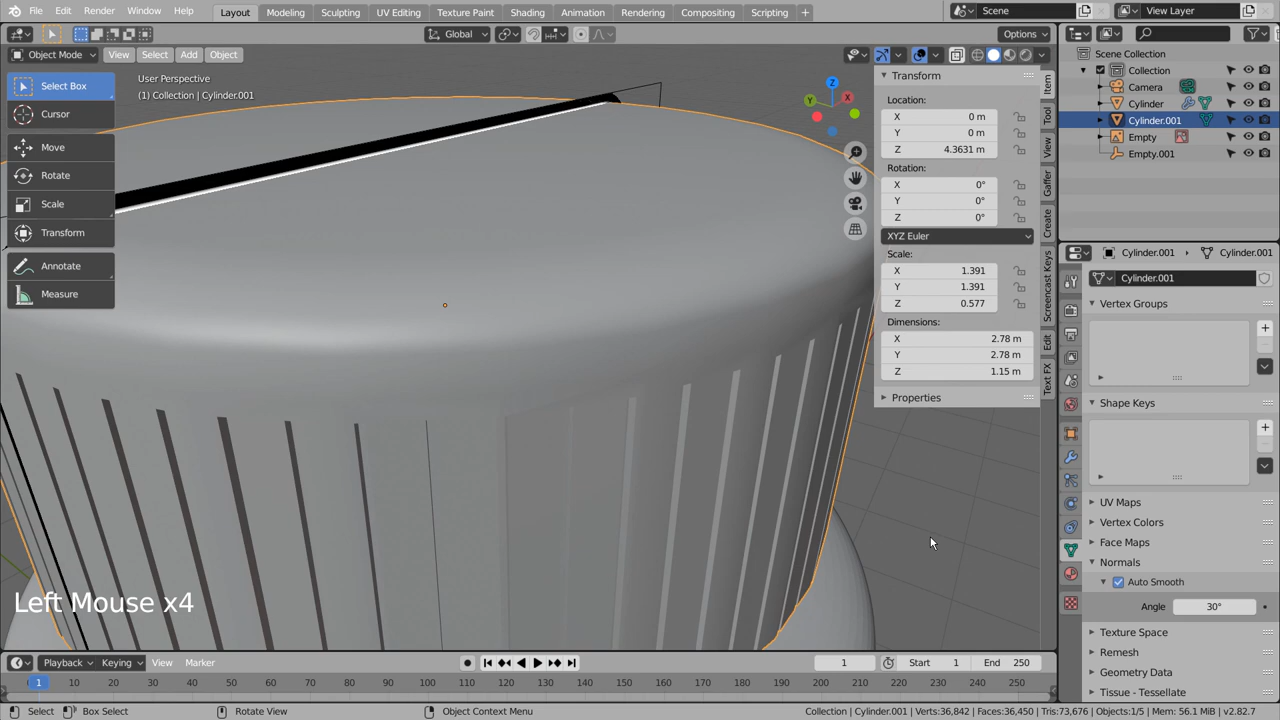 File Edit Render Window Help
Layout Modeling Sculpting UV Editing Texture Paint Shading Animation Rendering Compositing Scripting +
Scene
View Layer
Global
Options
Object Mode View Select Add Object
Select Box
Cursor
Move
Rotate
Scale
Transform
Annotate
Measure
User Perspective
(1) Collection | Cylinder.001
Z
Y
X
Transform
Location:
X 0 m
Y 0 m
Z 4.3631 m
Rotation:
X 0°
Y 0°
Z 0°
XYZ Euler
Scale:
X 1.391
Y 1.391
Z 0.577
Dimensions:
X 2.78 m
Y 2.78 m
Z 1.15 m
Properties
Item
Tool
View
Gaffer
Create
Screencast Keys
Edit
Text FX
Scene Collection
Collection
Camera
Cylinder
Cylinder.001
Empty
Empty.001
Cylinder.001 Cylinder.001
Cylinder.001
Vertex Groups
Shape Keys
UV Maps
Vertex Colors
Face Maps
Normals
Auto Smooth
Angle 30°
Texture Space
Remesh
Geometry Data
Tissue - Tessellate
Left Mouse x4
Playback Keying View Marker
1
Start 1
End 250
1 10 20 30 40 50 60 70 80 90 100 110 120 130 140 150 160 170 180 190 200 210 220 230 240 250
Select Box Select Rotate View Object Context Menu
Collection | Cylinder.001 | Verts:36,842 | Faces:36,450 | Tris:73,676 | Objects:1/5 | Mem: 56.1 MiB | v2.82.7